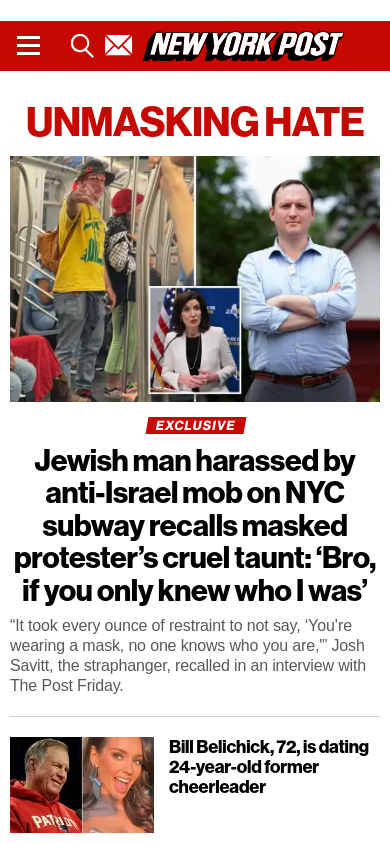 NEW YORK POST
UNMASKING HATE
EXCLUSIVE
Jewish man harassed by
anti-Israel mob on NYC
subway recalls masked
protester’s cruel taunt: ‘Bro,
if you only knew who I was’
“It took every ounce of restraint to not say, ‘You’re
wearing a mask, no one knows who you are,'” Josh
Savitt, the straphanger, recalled in an interview with
The Post Friday.
Bill Belichick, 72, is dating
24-year-old former
cheerleader